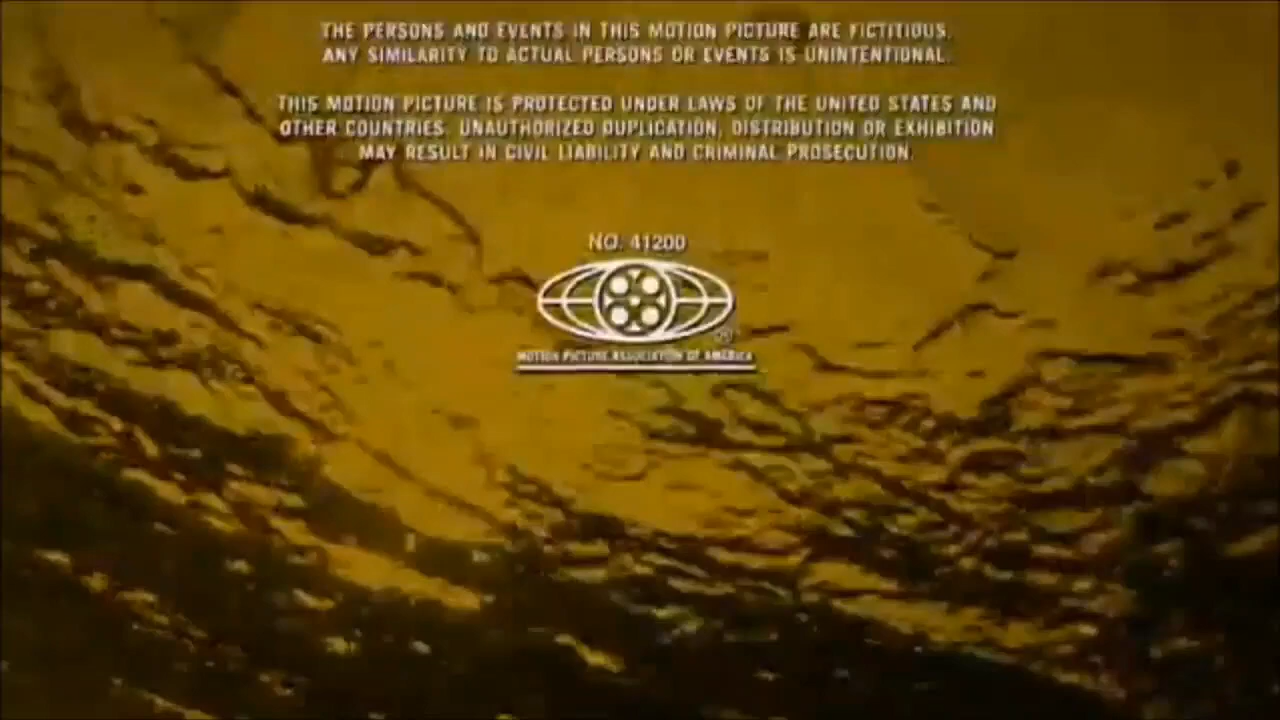 THE PERSONS AND EVENTS IN THIS MOTION PICTURE ARE FICTITIOUS.
ANY SIMILARITY TO ACTUAL PERSONS OR EVENTS IS UNINTENTIONAL.
THIS MOTION PICTURE IS PROTECTED UNDER LAWS OF THE UNITED STATES AND
OTHER COUNTRIES. UNAUTHORIZED DUPLICATION, DISTRIBUTION OR EXHIBITION
MAY RESULT IN CIVIL LIABILITY AND CRIMINAL PROSECUTION.
NO. 41200
®
MOTION PICTURE ASSOCIATION OF AMERICA